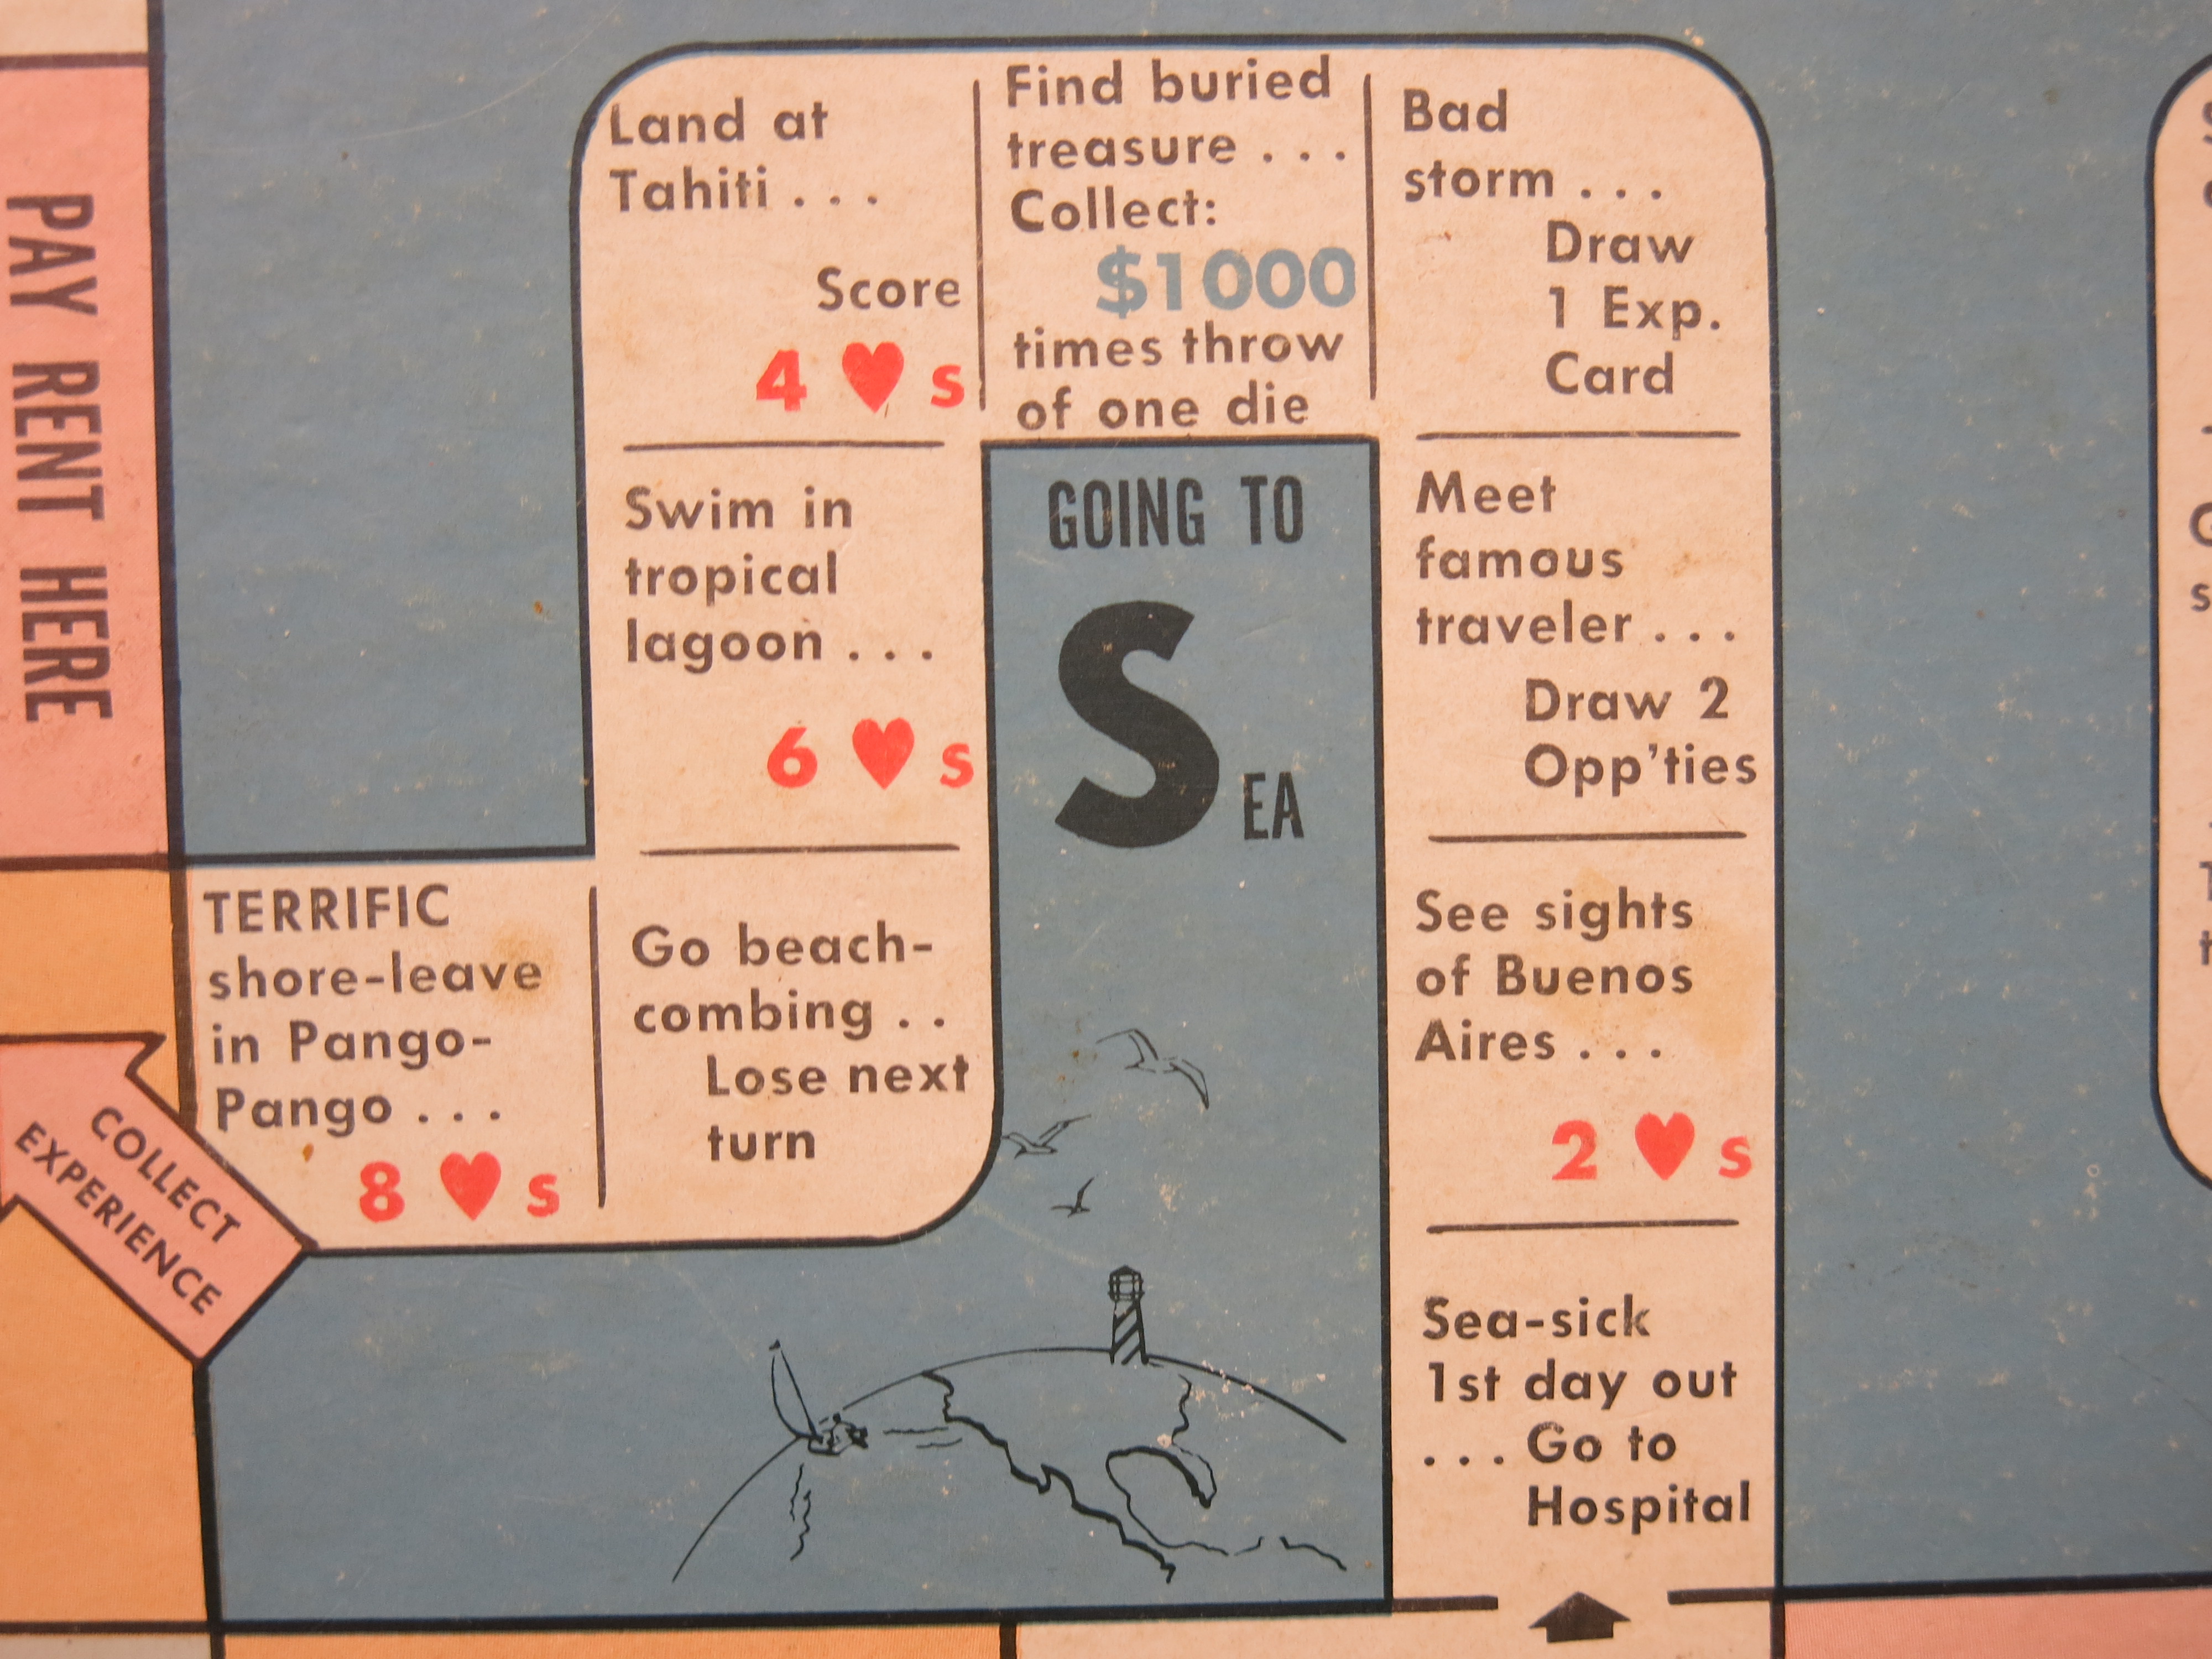 PAY RENT HERE
Land at
Tahiti . . .
Score
4 ♥ s
Find buried
treasure . . .
Collect:
$1000
times throw
of one die
Bad
storm . . .
Draw
1 Exp.
Card
Swim in
tropical
lagoon . . .
6 ♥ s
GOING TO
SEA
Meet
famous
traveler . . .
Draw 2
Opp'ties
TERRIFIC
shore-leave
in Pango-
Pango . . .
8 ♥ s
Go beach-
combing . .
Lose next
turn
See sights
of Buenos
Aires . . .
2 ♥ s
COLLECT
EXPERIENCE
Sea-sick
1st day out
. . . Go to
Hospital